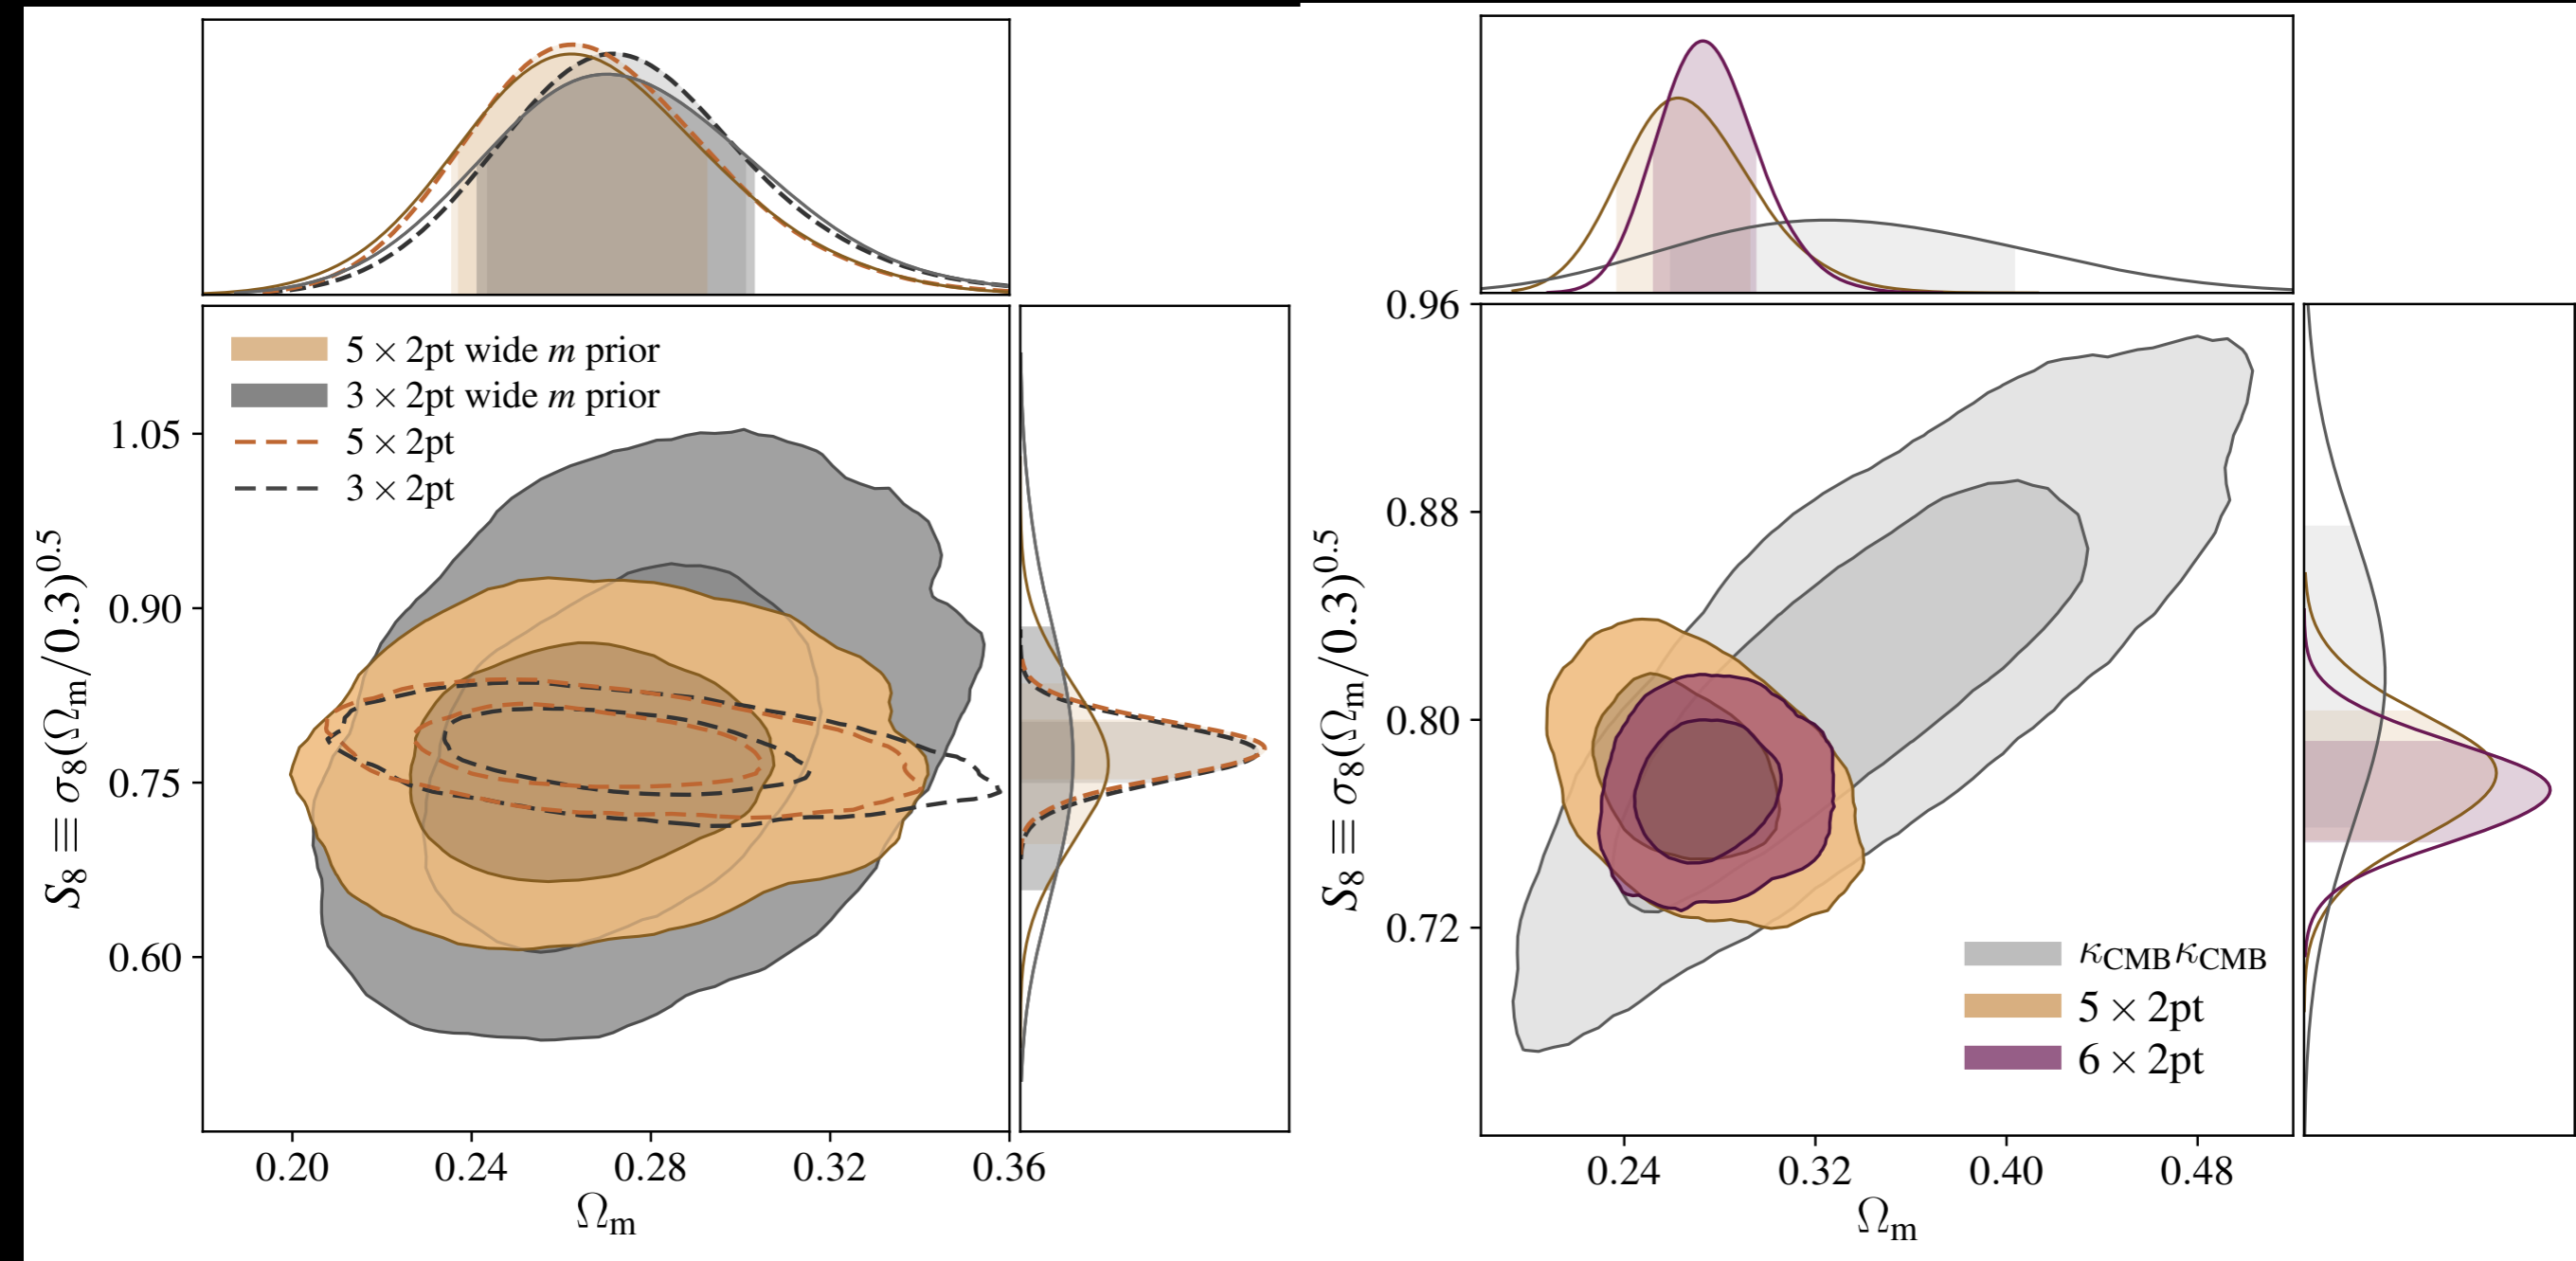 5 × 2pt wide m prior
3 × 2pt wide m prior
5 × 2pt
3 × 2pt
1.05
0.90
0.75
0.60
S₈ ≡ σ₈(Ωₘ/0.3)⁰·⁵
0.20 0.24 0.28 0.32 0.36
Ωₘ
0.96
0.88
0.80
0.72
S₈ ≡ σ₈(Ωₘ/0.3)⁰·⁵
κCMBκCMB
5 × 2pt
6 × 2pt
0.24 0.32 0.40 0.48
Ωₘ